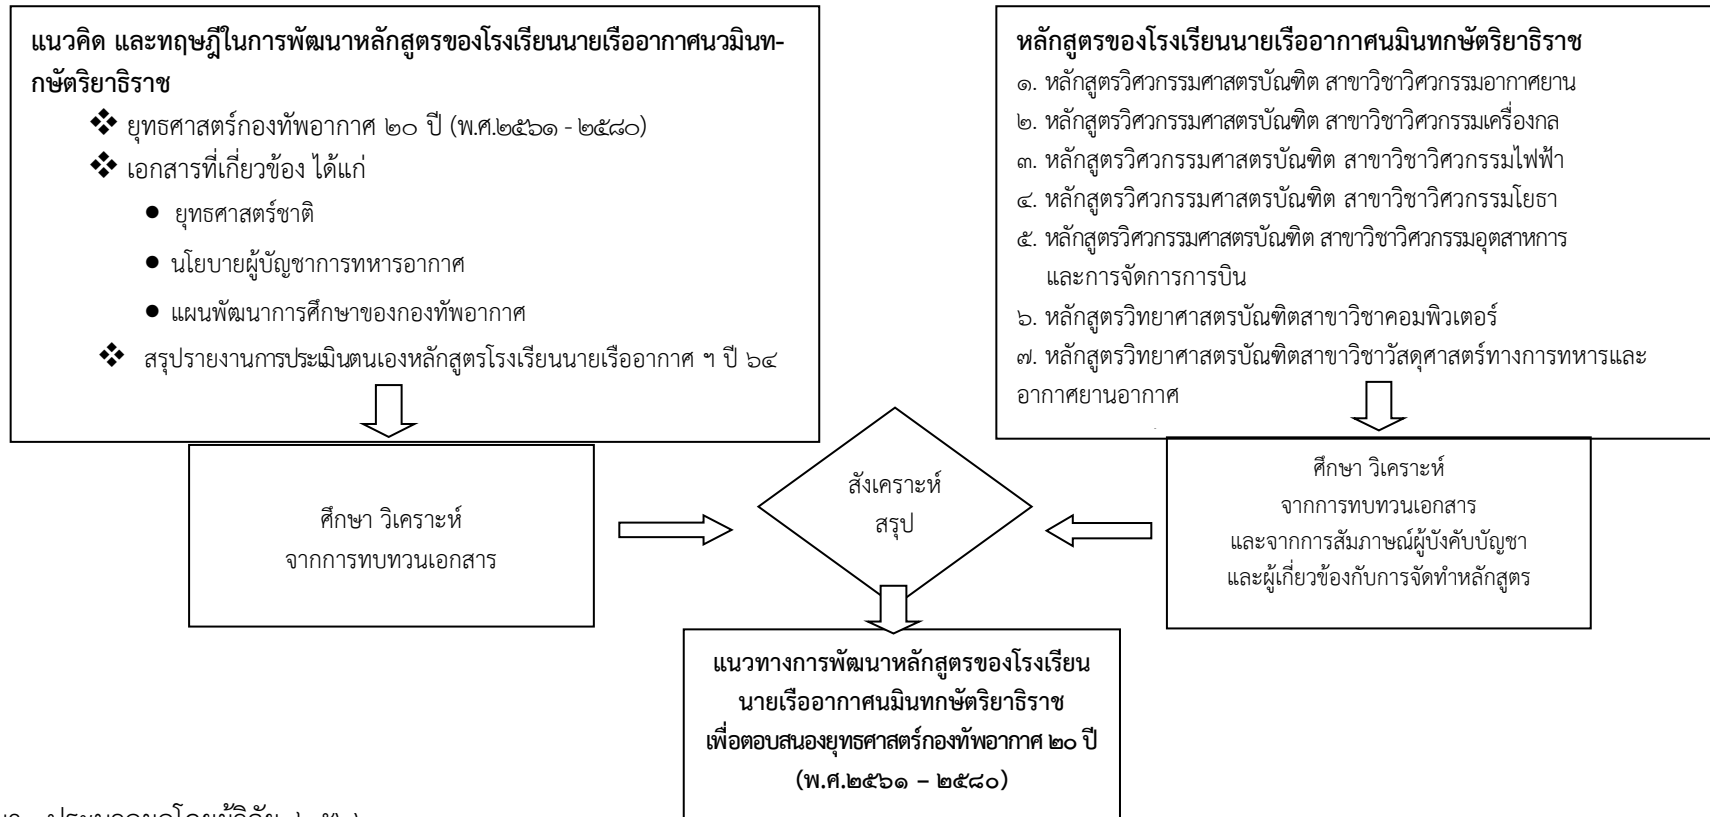 แนวคิด และทฤษฎีในการพัฒนาหลักสูตรของโรงเรียนนายเรืออากาศนวมินท-
กษัตริยาธิราช
❖ ยุทธศาสตร์กองทัพอากาศ ๒๐ ปี (พ.ศ.๒๕๖๑ - ๒๕๘๐)
❖ เอกสารที่เกี่ยวข้อง ได้แก่
● ยุทธศาสตร์ชาติ
● นโยบายผู้บัญชาการทหารอากาศ
● แผนพัฒนาการศึกษาของกองทัพอากาศ
❖ สรุปรายงานการประเมินตนเองหลักสูตรโรงเรียนนายเรืออากาศ ฯ ปี ๖๔
หลักสูตรของโรงเรียนนายเรืออากาศนมินทกษัตริยาธิราช
๑. หลักสูตรวิศวกรรมศาสตรบัณฑิต สาขาวิชาวิศวกรรมอากาศยาน
๒. หลักสูตรวิศวกรรมศาสตรบัณฑิต สาขาวิชาวิศวกรรมเครื่องกล
๓. หลักสูตรวิศวกรรมศาสตรบัณฑิต สาขาวิชาวิศวกรรมไฟฟ้า
๔. หลักสูตรวิศวกรรมศาสตรบัณฑิต สาขาวิชาวิศวกรรมโยธา
๕. หลักสูตรวิศวกรรมศาสตรบัณฑิต สาขาวิชาวิศวกรรมอุตสาหการ
และการจัดการการบิน
๖. หลักสูตรวิทยาศาสตรบัณฑิตสาขาวิชาคอมพิวเตอร์
๗. หลักสูตรวิทยาศาสตรบัณฑิตสาขาวิชาวัสดุศาสตร์ทางการทหารและ
อากาศยานอากาศ
ศึกษา วิเคราะห์
จากการทบทวนเอกสาร
สังเคราะห์
สรุป
ศึกษา วิเคราะห์
จากการทบทวนเอกสาร
และจากการสัมภาษณ์ผู้บังคับบัญชา
และผู้เกี่ยวข้องกับการจัดทำหลักสูตร
แนวทางการพัฒนาหลักสูตรของโรงเรียน
นายเรืออากาศนมินทกษัตริยาธิราช
เพื่อตอบสนองยุทธศาสตร์กองทัพอากาศ ๒๐ ปี
(พ.ศ.๒๕๖๑ – ๒๕๘๐)